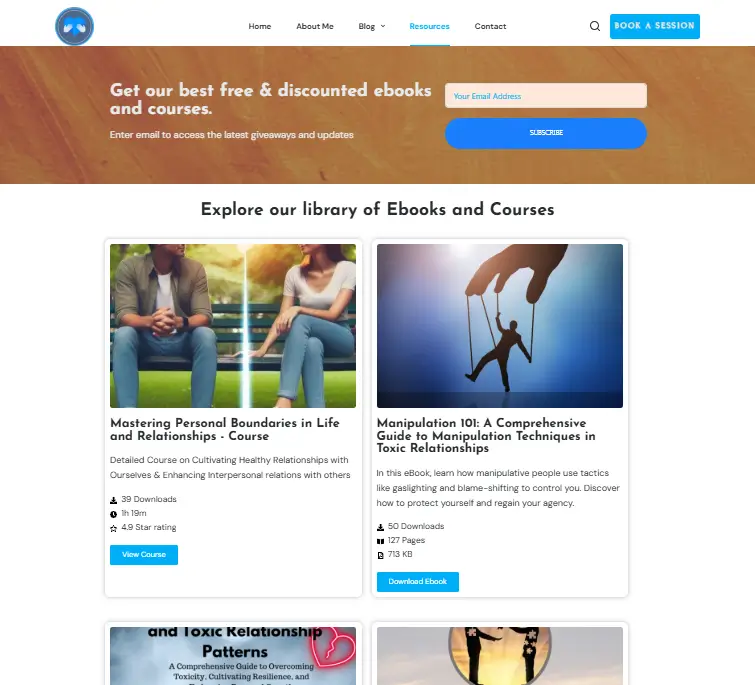 Home
About Me
Blog
Resources
Contact
BOOK A SESSION
Get our best free & discounted ebooks
and courses.
Enter email to access the latest giveaways and updates
Your Email Address
SUBSCRIBE
Explore our library of Ebooks and Courses
Mastering Personal Boundaries in Life
and Relationships - Course
Detailed Course on Cultivating Healthy Relationships with
Ourselves & Enhancing Interpersonal relations with others
39 Downloads
1h 19m
4.9 Star rating
View Course
Manipulation 101: A Comprehensive
Guide to Manipulation Techniques in
Toxic Relationships
In this eBook, learn how manipulative people use tactics
like gaslighting and blame-shifting to control you. Discover
how to protect yourself and regain your agency.
50 Downloads
127 Pages
713 KB
Download Ebook
and Toxic Relationship
Patterns
A Comprehensive Guide to Overcoming
Toxicity, Cultivating Resilience, and